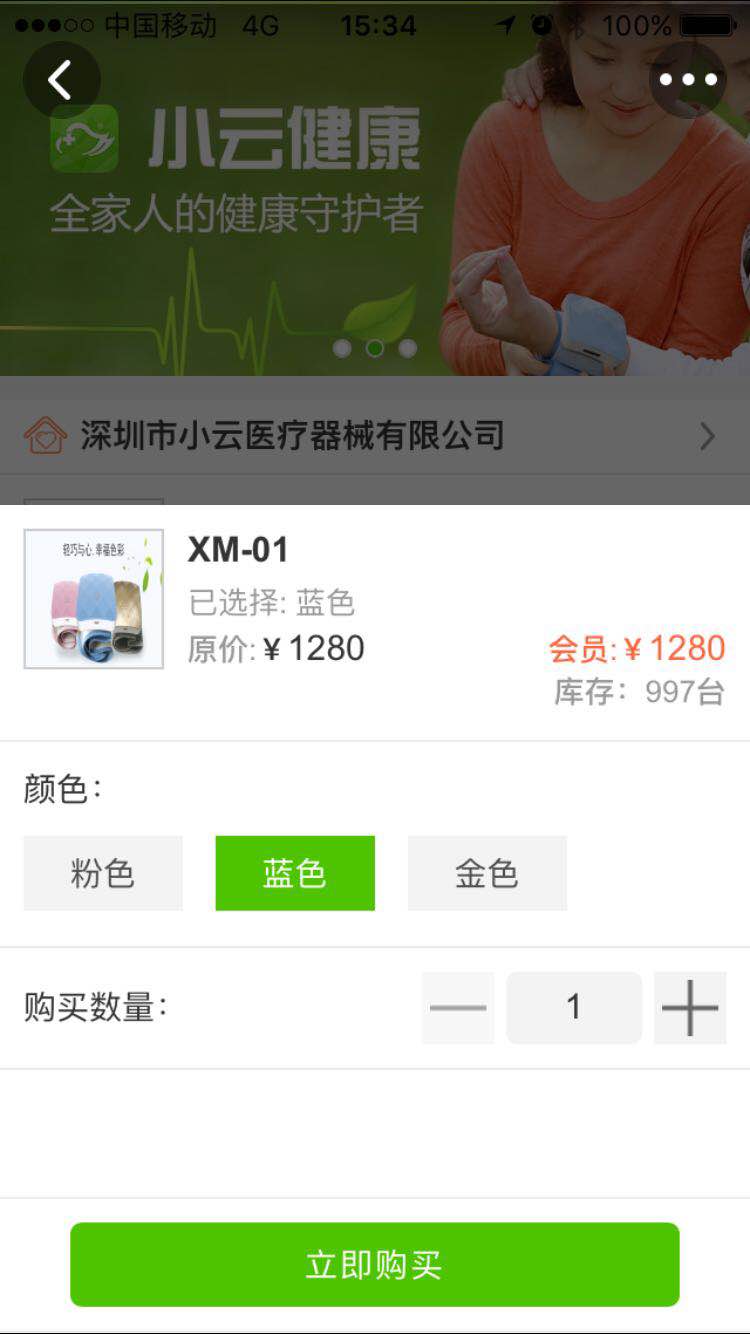 中国移动 4G 15:34 100%
小云健康
全家人的健康守护者
深圳市小云医疗器械有限公司
轻巧与心·幸福色彩
XM-01
已选择: 蓝色
原价:￥1280
会员:￥1280
库存：997台
颜色：
粉色 蓝色 金色
购买数量：
1
立即购买